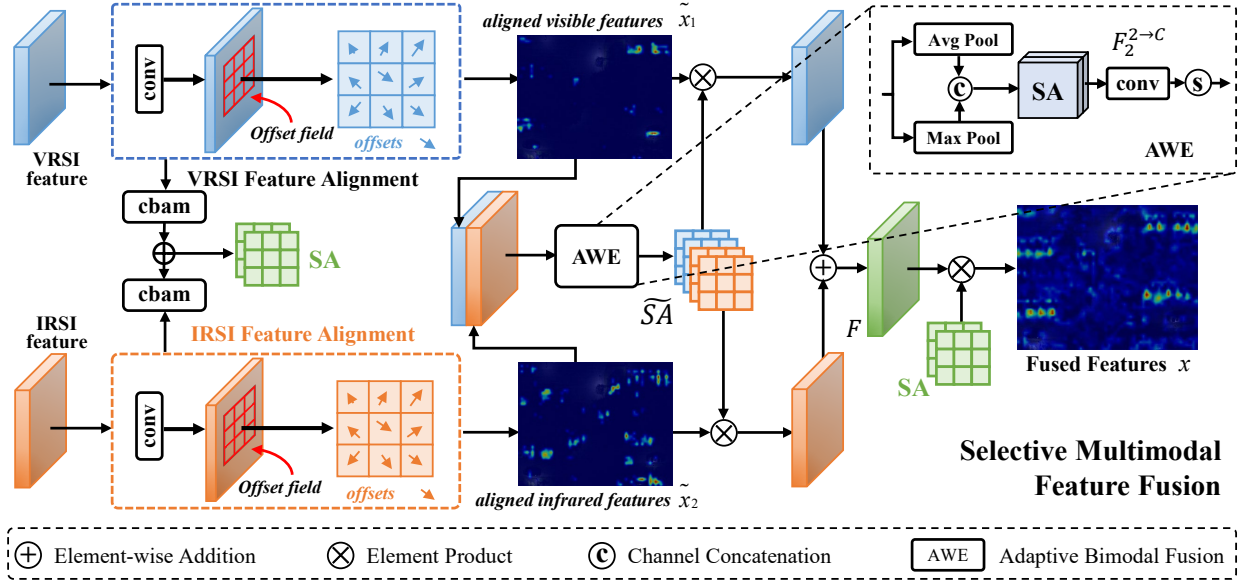 VRSI
feature
conv
Offset field
offsets
VRSI Feature Alignment
aligned visible features x̃₁
Avg Pool
Max Pool
c
SA
F₂²→ᶜ
conv
s
AWE
cbam
SA
cbam
AWE
S̃A
F
SA
Fused Features x
IRSI
feature
IRSI Feature Alignment
conv
Offset field
offsets
aligned infrared features x̃₂
Selective Multimodal
Feature Fusion
Element-wise Addition
Element Product
c Channel Concatenation
AWE Adaptive Bimodal Fusion